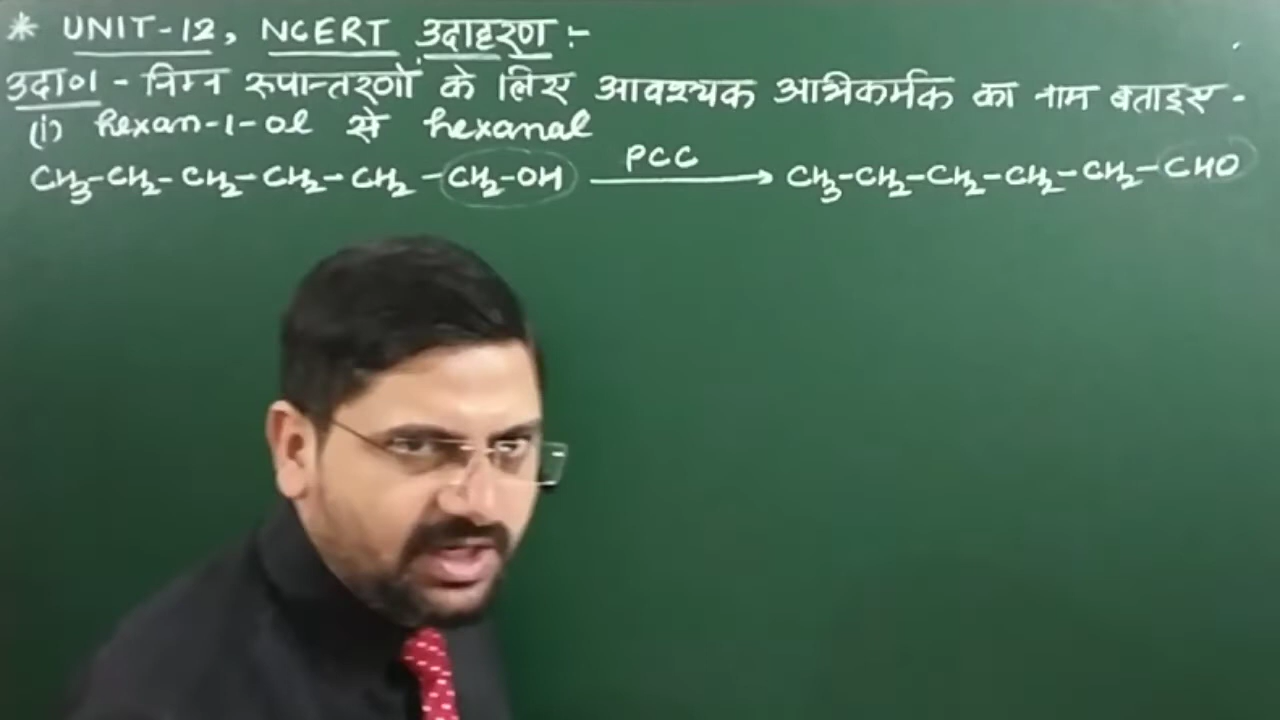 * UNIT-12, NCERT उदाहरण :-
उदा०1 - निम्न रूपान्तरणों के लिए आवश्यक अभिकर्मक का नाम बताइए -
(i) hexan-1-ol से hexanal
CH₃-CH₂-CH₂-CH₂-CH₂-CH₂-OH PCC → CH₃-CH₂-CH₂-CH₂-CH₂-CHO